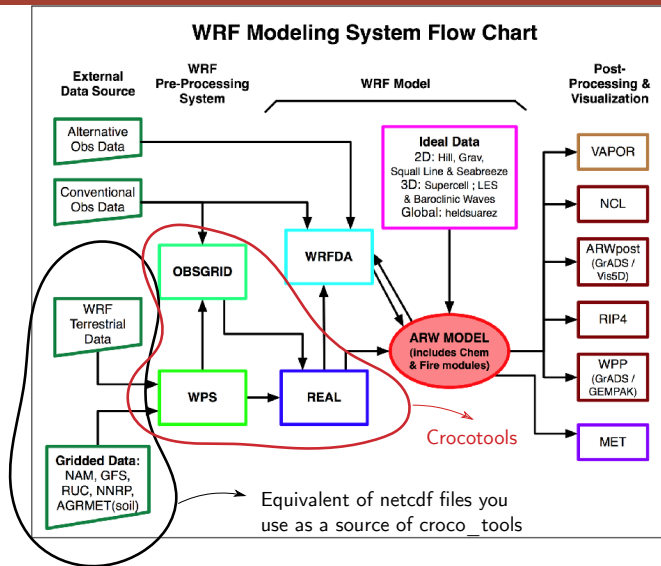 WRF Modeling System Flow Chart
External
Data Source
WRF
Pre-Processing
System
WRF Model
Post-
Processing &
Visualization
Alternative
Obs Data
Conventional
Obs Data
WRF
Terrestrial
Data
Gridded Data:
NAM, GFS,
RUC, NNRP,
AGRMET(soil)
OBSGRID
WPS
REAL
WRFDA
Ideal Data
2D: Hill, Grav,
Squall Line & Seabreeze
3D: Supercell ; LES
& Baroclinic Waves
Global: heldsuarez
ARW MODEL
(includes Chem
& Fire modules)
VAPOR
NCL
ARWpost
(GrADS /
Vis5D)
RIP4
WPP
(GrADS /
GEMPAK)
MET
Crocotools
Equivalent of netcdf files you
use as a source of croco_tools